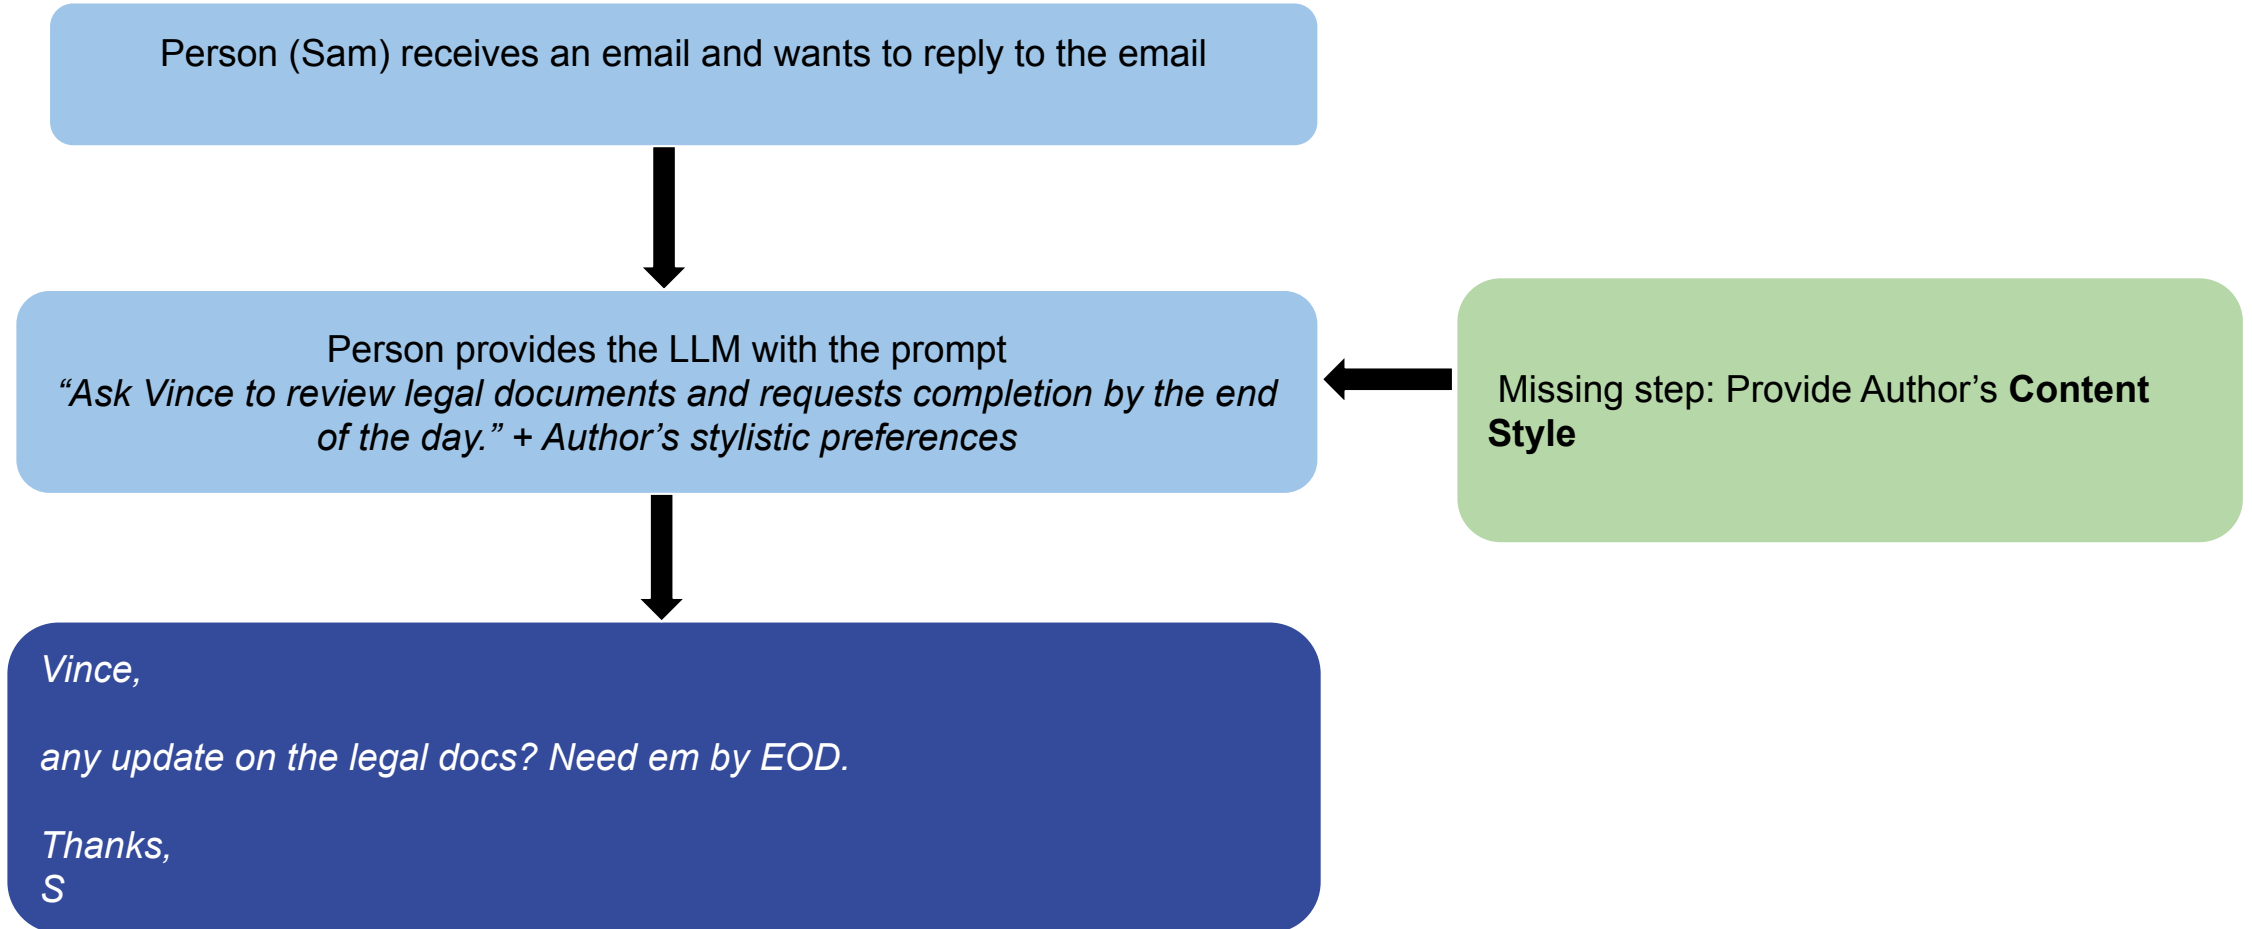 Person (Sam) receives an email and wants to reply to the email
Person provides the LLM with the prompt
“Ask Vince to review legal documents and requests completion by the end
of the day.” + Author’s stylistic preferences
Missing step: Provide Author’s Content
Style
Vince,
any update on the legal docs? Need em by EOD.
Thanks,
S